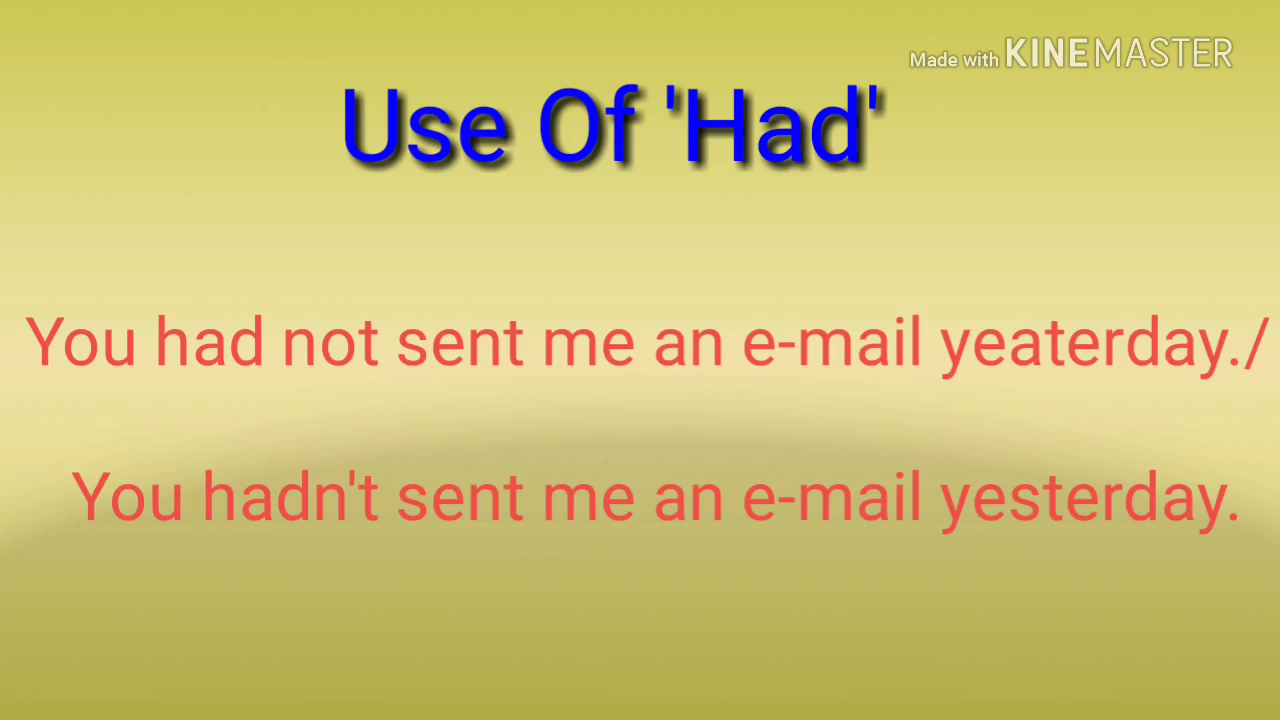 Made with KINEMASTER
Use Of 'Had'
You had not sent me an e-mail yeaterday./
You hadn't sent me an e-mail yesterday.